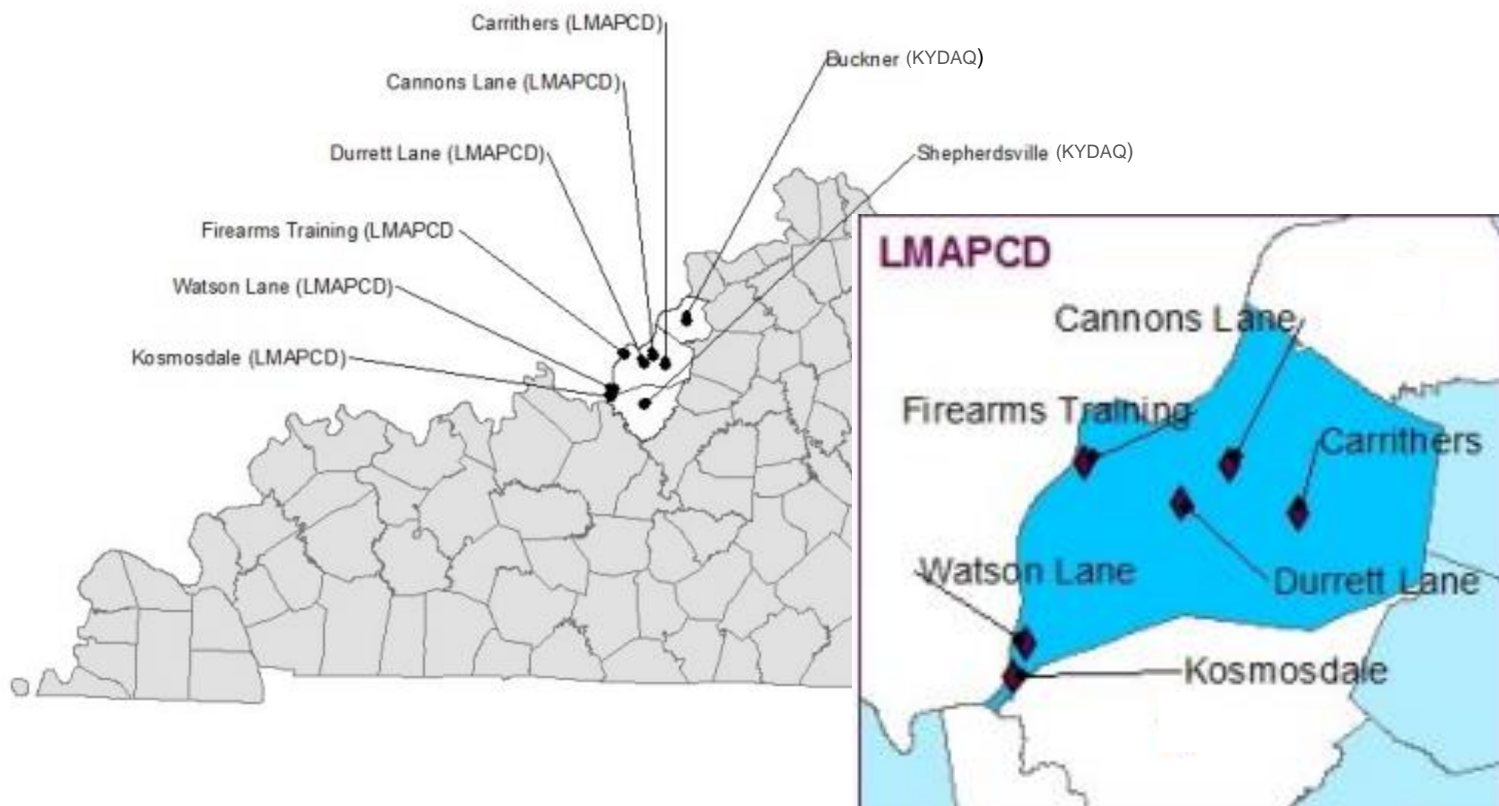 Carrithers (LMAPCD)
Buckner (KYDAQ)
Cannons Lane (LMAPCD)
Durrett Lane (LMAPCD)
Shepherdsville (KYDAQ)
Firearms Training (LMAPCD
Watson Lane (LMAPCD)
Kosmosdale (LMAPCD)
LMAPCD
Cannons Lane
Firearms Training
Carrithers
Watson Lane
Durrett Lane
Kosmosdale